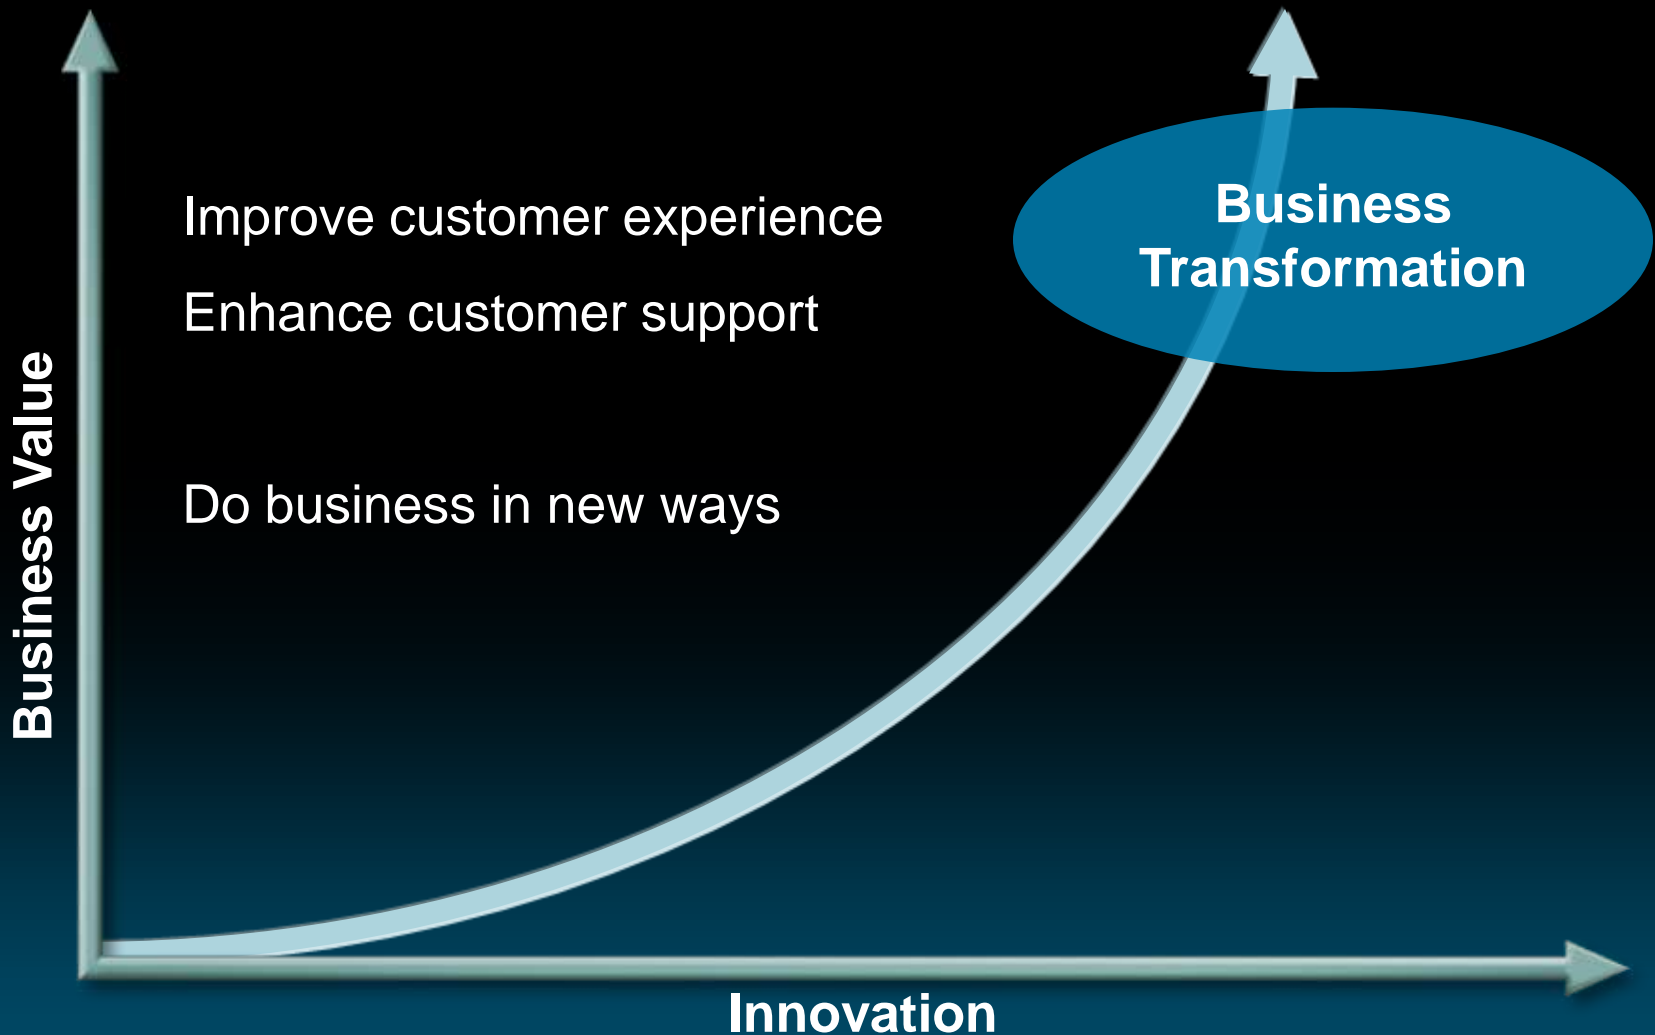 Business
Transformation
Improve customer experience
Enhance customer support
Do business in new ways
Business Value
Innovation